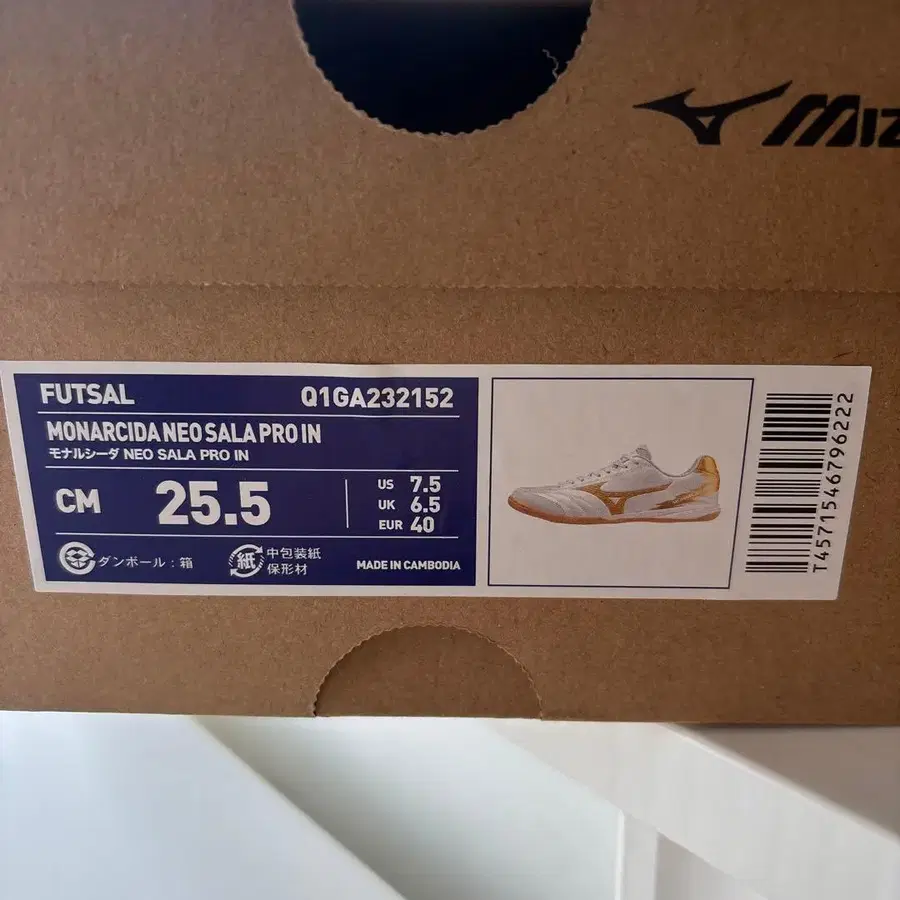 MIZ
FUTSAL Q1GA232152
MONARCIDA NEO SALA PRO IN
モナルシーダ NEO SALA PRO IN
CM 25.5
US 7.5
UK 6.5
EUR 40
ダンボール：箱
紙 中包装紙
保形材
MADE IN CAMBODIA
T4571546796222